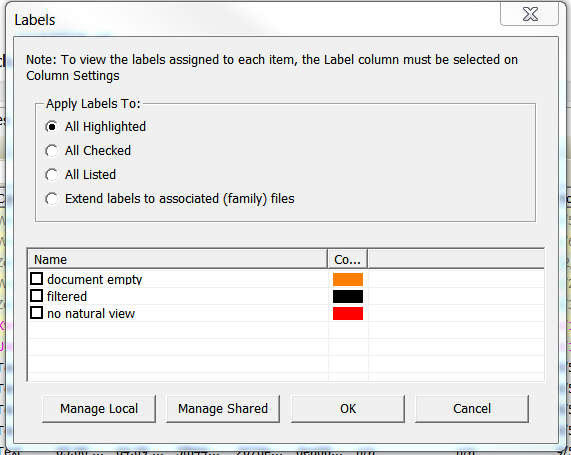 Labels
Note: To view the labels assigned to each item, the Label column must be selected on
Column Settings
Apply Labels To:
All Highlighted
All Checked
All Listed
Extend labels to associated (family) files
Name Co...
document empty
filtered
no natural view
Manage Local Manage Shared OK Cancel